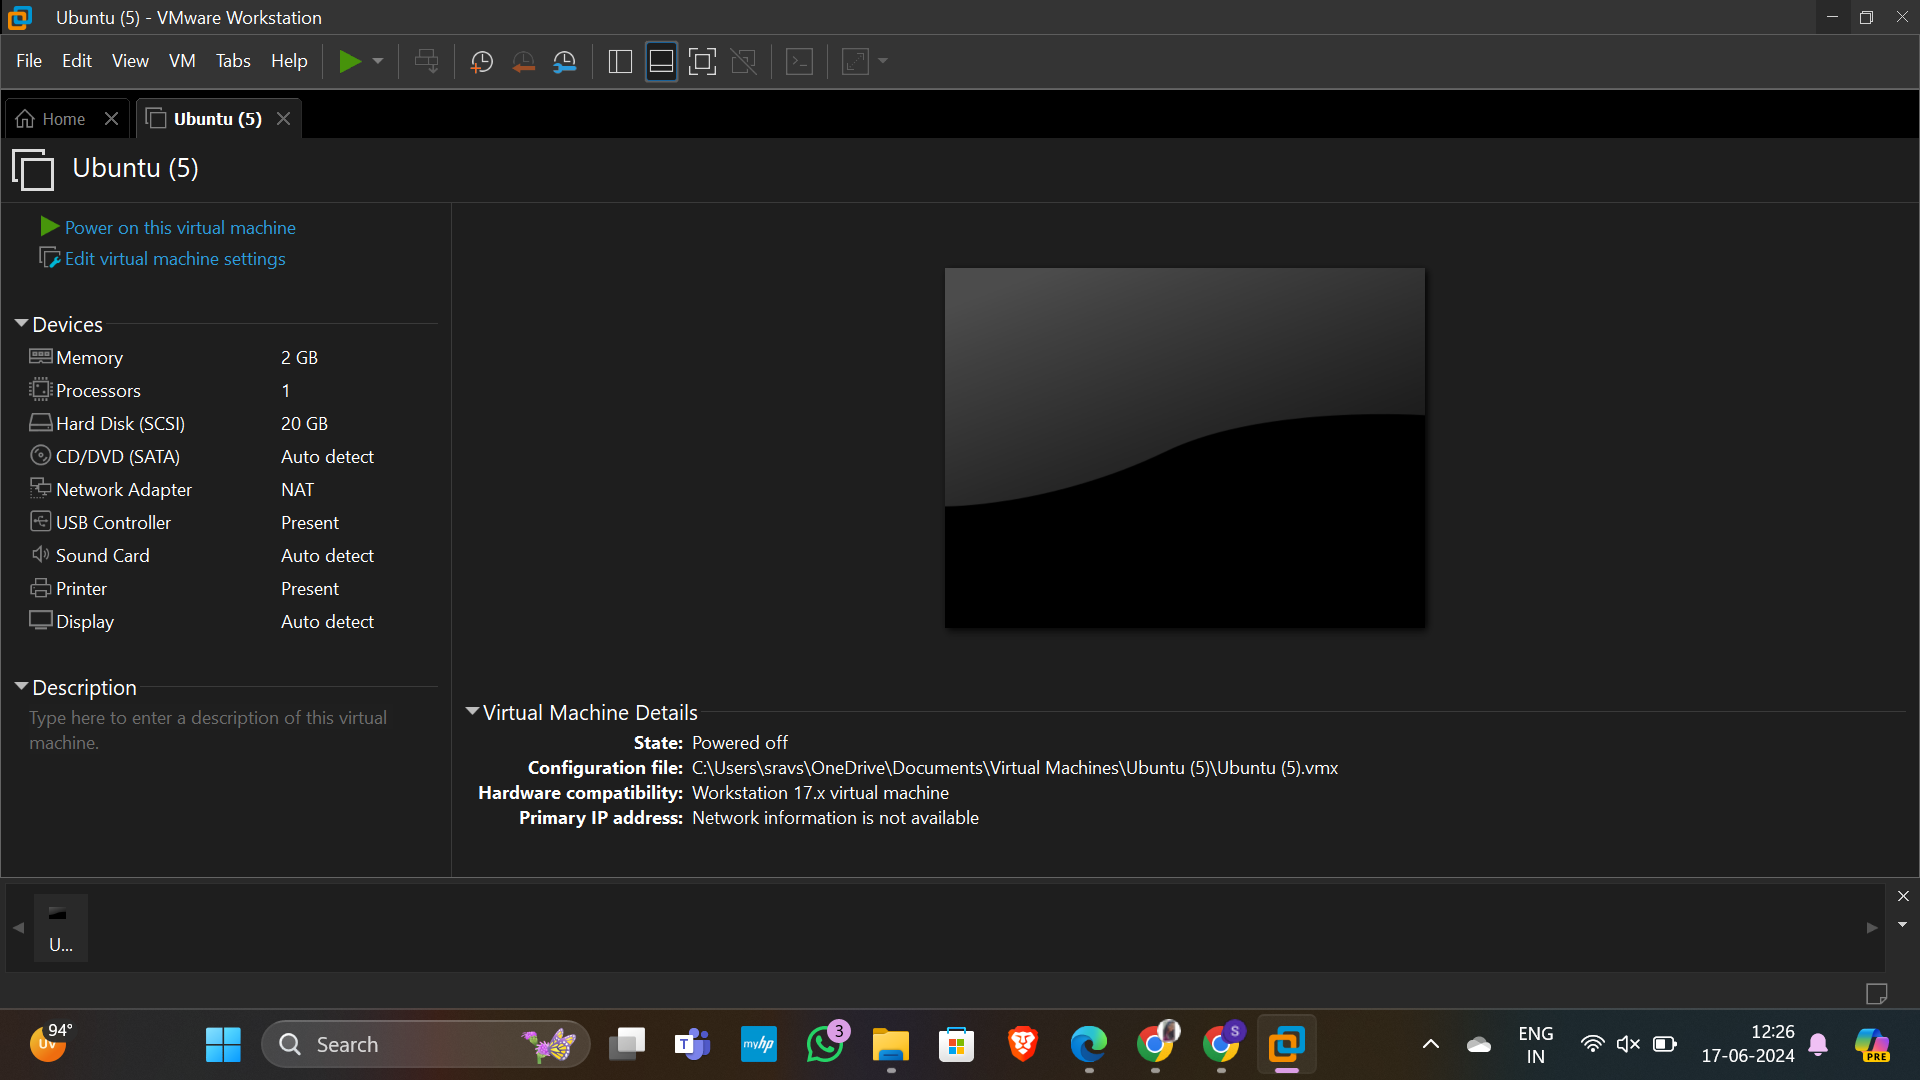 Ubuntu (5) - VMware Workstation
File Edit View VM Tabs Help
Home Ubuntu (5)
Ubuntu (5)
Power on this virtual machine
Edit virtual machine settings
Devices
Memory 2 GB
Processors 1
Hard Disk (SCSI) 20 GB
CD/DVD (SATA) Auto detect
Network Adapter NAT
USB Controller Present
Sound Card Auto detect
Printer Present
Display Auto detect
Description
Type here to enter a description of this virtual
machine.
Virtual Machine Details
State: Powered off
Configuration file: C:\Users\sravs\OneDrive\Documents\Virtual Machines\Ubuntu (5)\Ubuntu (5).vmx
Hardware compatibility: Workstation 17.x virtual machine
Primary IP address: Network information is not available
U...
94°
UV
Search
T
myhp
3
S
ENG
IN
12:26
17-06-2024
PRE